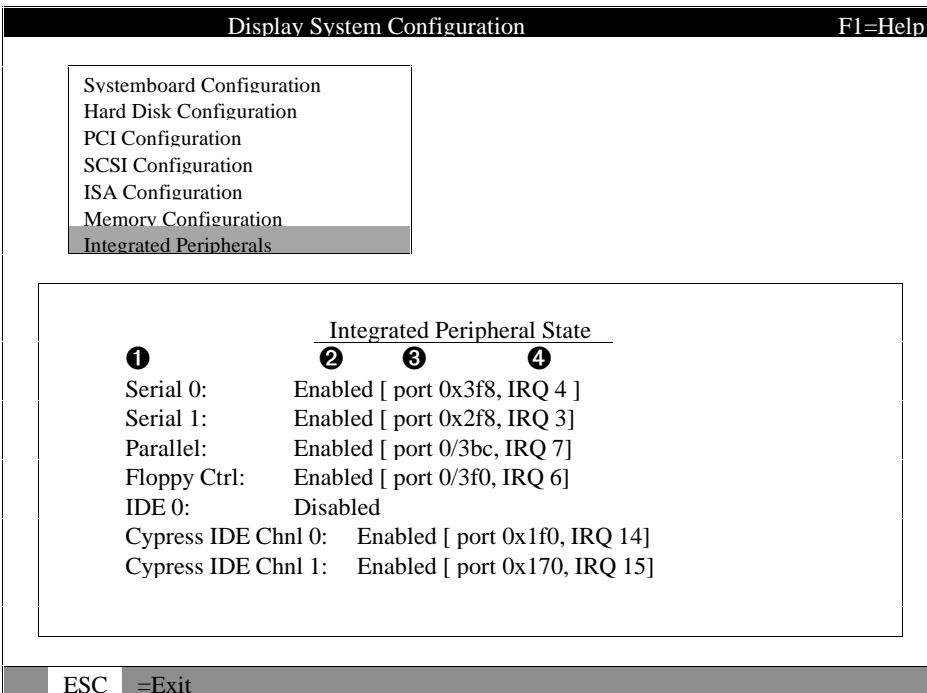 Display System Configuration F1=Help
Systemboard Configuration
Hard Disk Configuration
PCI Configuration
SCSI Configuration
ISA Configuration
Memory Configuration
Integrated Peripherals
Integrated Peripheral State
❶ ❷ ❸ ❹
Serial 0: Enabled [ port 0x3f8, IRQ 4 ]
Serial 1: Enabled [ port 0x2f8, IRQ 3]
Parallel: Enabled [ port 0/3bc, IRQ 7]
Floppy Ctrl: Enabled [ port 0/3f0, IRQ 6]
IDE 0: Disabled
Cypress IDE Chnl 0: Enabled [ port 0x1f0, IRQ 14]
Cypress IDE Chnl 1: Enabled [ port 0x170, IRQ 15]
ESC =Exit